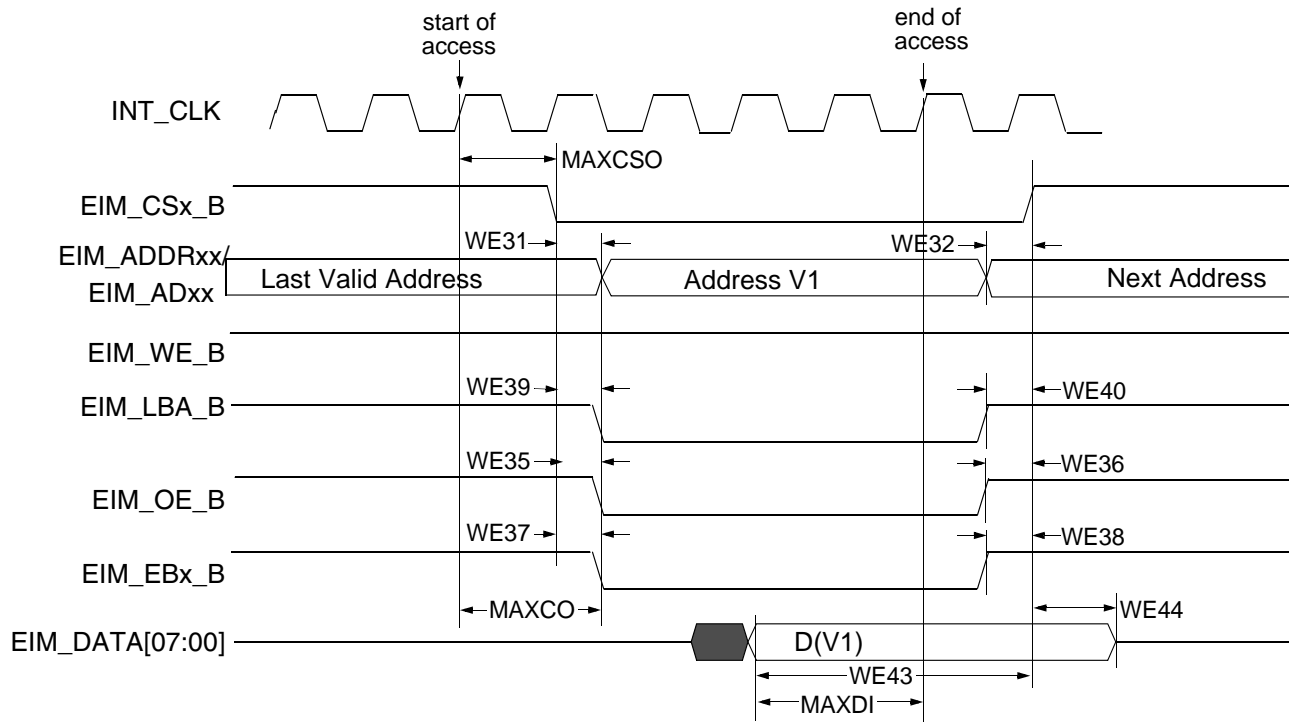 start of
access
end of
access
INT_CLK
MAXCSO
EIM_CSx_B
WE31
WE32
EIM_ADDRxx/
EIM_ADxx
Last Valid Address
Address V1
Next Address
EIM_WE_B
WE39
WE40
EIM_LBA_B
WE35
WE36
EIM_OE_B
WE37
WE38
EIM_EBx_B
MAXCO
WE44
EIM_DATA[07:00]
D(V1)
WE43
MAXDI